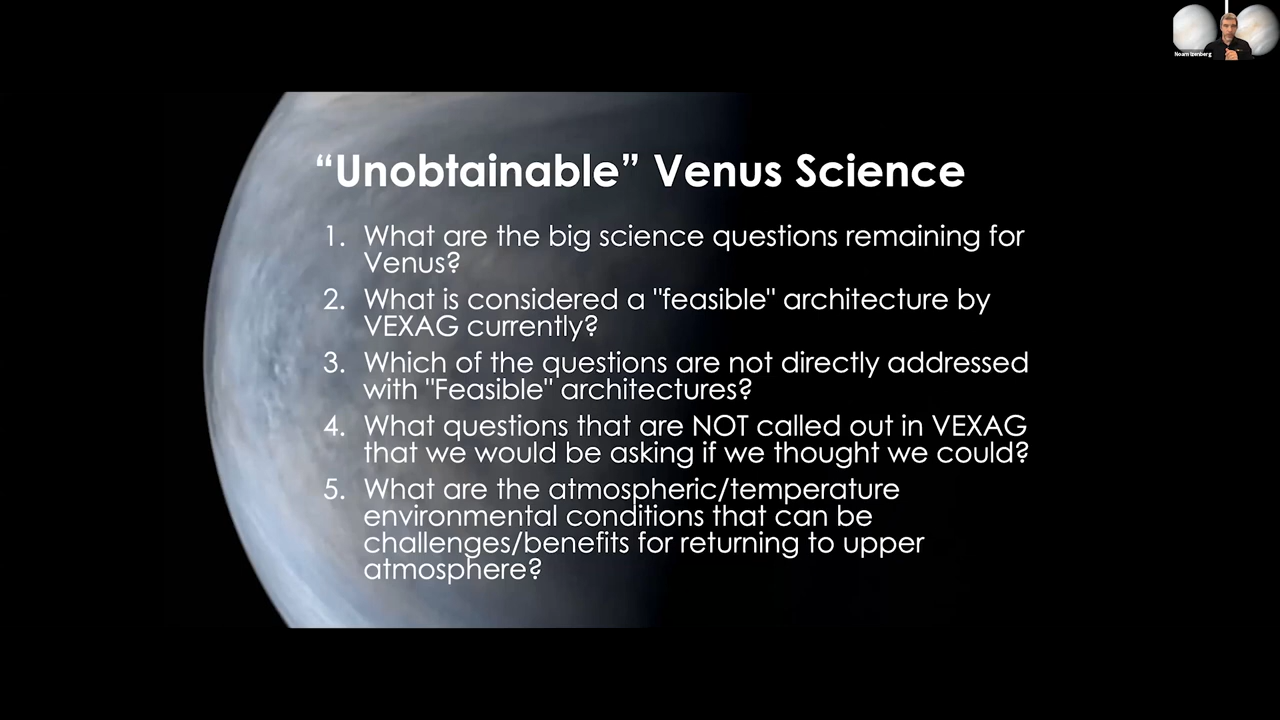 Noam Izenberg
“Unobtainable” Venus Science
1. What are the big science questions remaining for
Venus?
2. What is considered a "feasible" architecture by
VEXAG currently?
3. Which of the questions are not directly addressed
with "Feasible" architectures?
4. What questions that are NOT called out in VEXAG
that we would be asking if we thought we could?
5. What are the atmospheric/temperature
environmental conditions that can be
challenges/benefits for returning to upper
atmosphere?